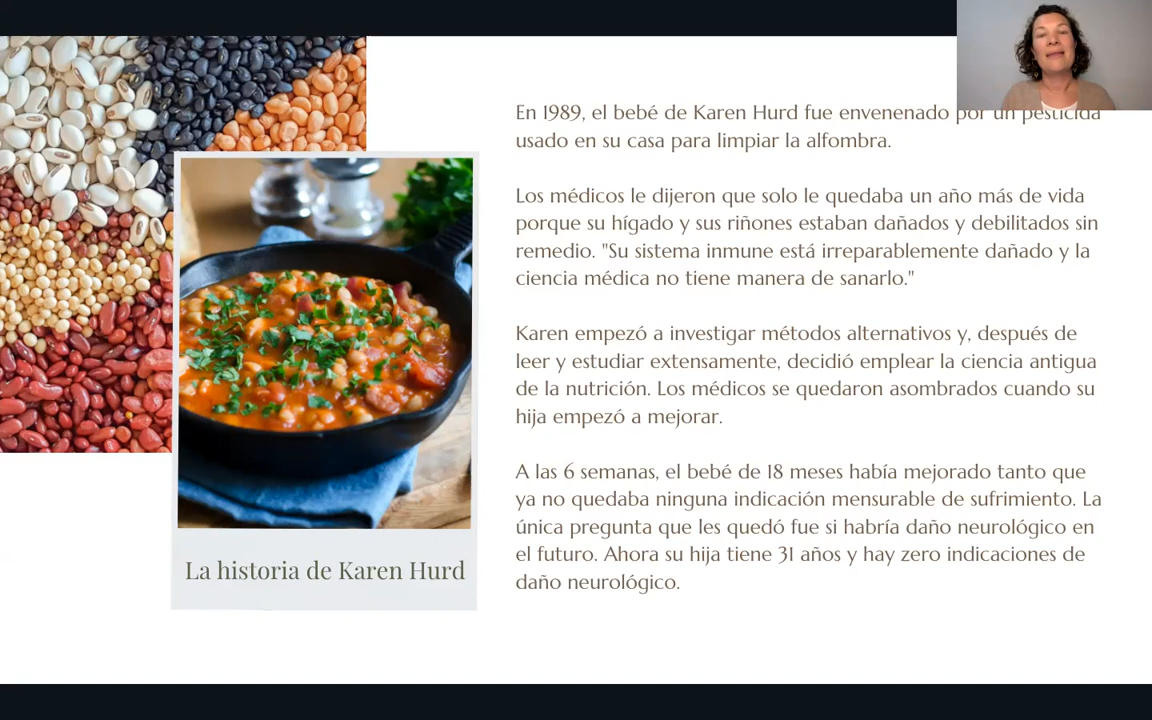 En 1989, el bebé de Karen Hurd fue envenenado por un pesticida
usado en su casa para limpiar la alfombra.
Los médicos le dijeron que solo le quedaba un año más de vida
porque su hígado y sus riñones estaban dañados y debilitados sin
remedio. "Su sistema inmune está irreparablemente dañado y la
ciencia médica no tiene manera de sanarlo."
Karen empezó a investigar métodos alternativos y, después de
leer y estudiar extensamente, decidió emplear la ciencia antigua
de la nutrición. Los médicos se quedaron asombrados cuando su
hija empezó a mejorar.
A las 6 semanas, el bebé de 18 meses había mejorado tanto que
ya no quedaba ninguna indicación mensurable de sufrimiento. La
única pregunta que les quedó fue si habría daño neurológico en
el futuro. Ahora su hija tiene 31 años y hay zero indicaciones de
daño neurológico.
La historia de Karen Hurd